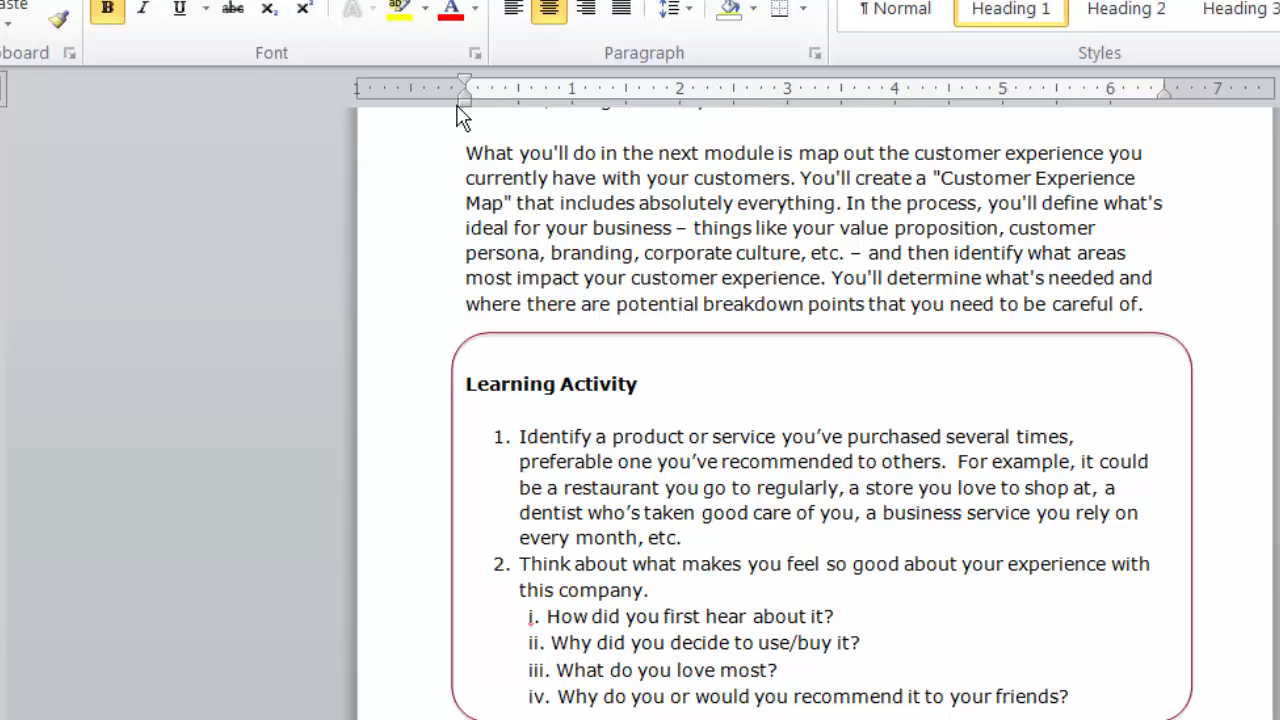 B I U abc x₂ x² A ab A ¶ Normal Heading 1 Heading 2 Heading 3
board Font Paragraph Styles
1 1 2 3 4 5 6 7
What you'll do in the next module is map out the customer experience you
currently have with your customers. You'll create a "Customer Experience
Map" that includes absolutely everything. In the process, you'll define what's
ideal for your business – things like your value proposition, customer
persona, branding, corporate culture, etc. – and then identify what areas
most impact your customer experience. You'll determine what's needed and
where there are potential breakdown points that you need to be careful of.
Learning Activity
1. Identify a product or service you’ve purchased several times,
preferable one you’ve recommended to others.  For example, it could
be a restaurant you go to regularly, a store you love to shop at, a
dentist who’s taken good care of you, a business service you rely on
every month, etc.
2. Think about what makes you feel so good about your experience with
this company.
i. How did you first hear about it?
ii. Why did you decide to use/buy it?
iii. What do you love most?
iv. Why do you or would you recommend it to your friends?